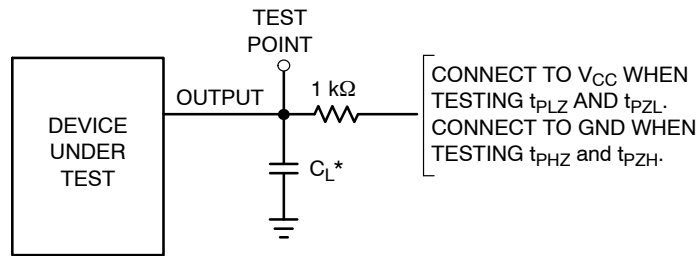 TEST
POINT
1 kΩ
OUTPUT
DEVICE
UNDER
TEST
C_L*
CONNECT TO V_CC WHEN
TESTING t_PLZ AND t_PZL.
CONNECT TO GND WHEN
TESTING t_PHZ and t_PZH.